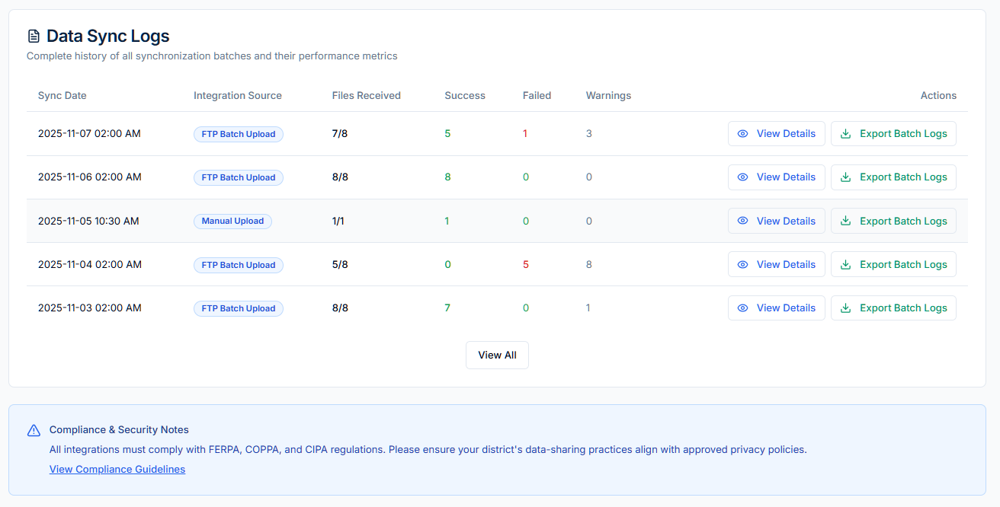 Data Sync Logs
Complete history of all synchronization batches and their performance metrics
Sync Date Integration Source Files Received Success Failed Warnings Actions
2025-11-07 02:00 AM FTP Batch Upload 7/8 5 1 3 View Details Export Batch Logs
2025-11-06 02:00 AM FTP Batch Upload 8/8 8 0 0 View Details Export Batch Logs
2025-11-05 10:30 AM Manual Upload 1/1 1 0 0 View Details Export Batch Logs
2025-11-04 02:00 AM FTP Batch Upload 5/8 0 5 8 View Details Export Batch Logs
2025-11-03 02:00 AM FTP Batch Upload 8/8 7 0 1 View Details Export Batch Logs
View All
Compliance & Security Notes
All integrations must comply with FERPA, COPPA, and CIPA regulations. Please ensure your district's data-sharing practices align with approved privacy policies.
View Compliance Guidelines